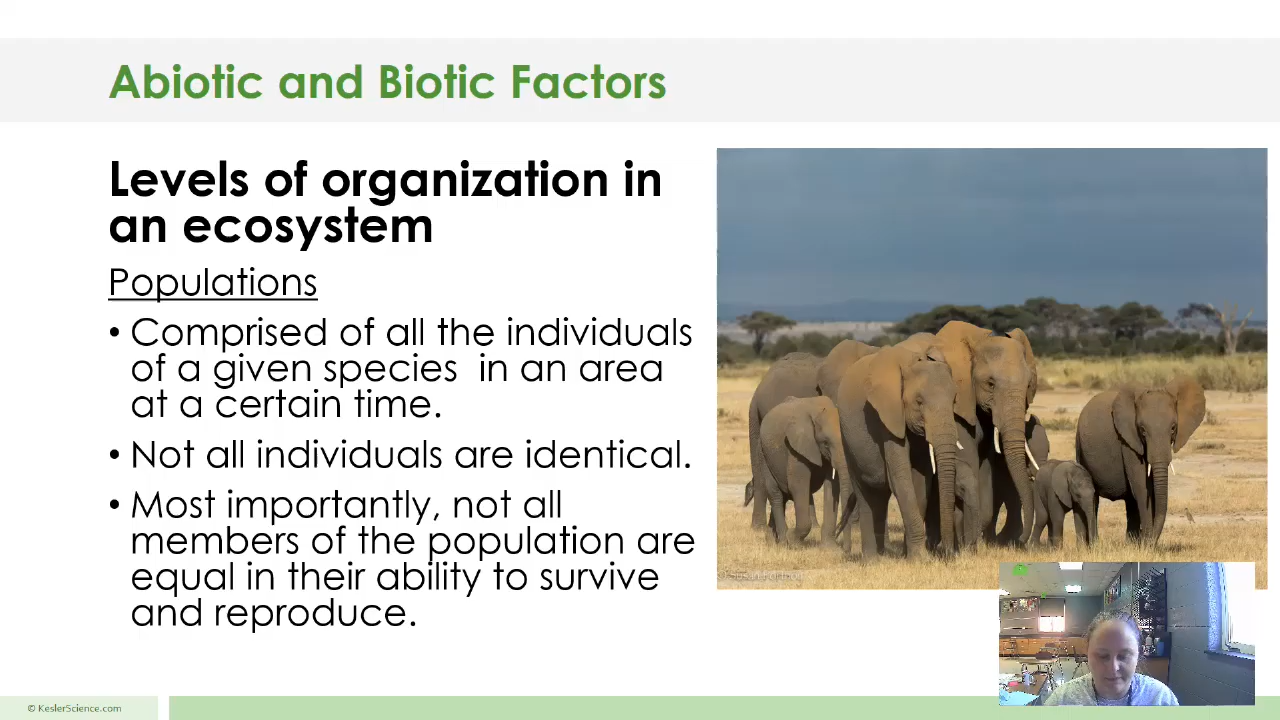 Abiotic and Biotic Factors
Levels of organization in
an ecosystem
Populations
• Comprised of all the individuals
of a given species  in an area
at a certain time.
• Not all individuals are identical.
• Most importantly, not all
members of the population are
equal in their ability to survive
and reproduce.
© KeslerScience.com